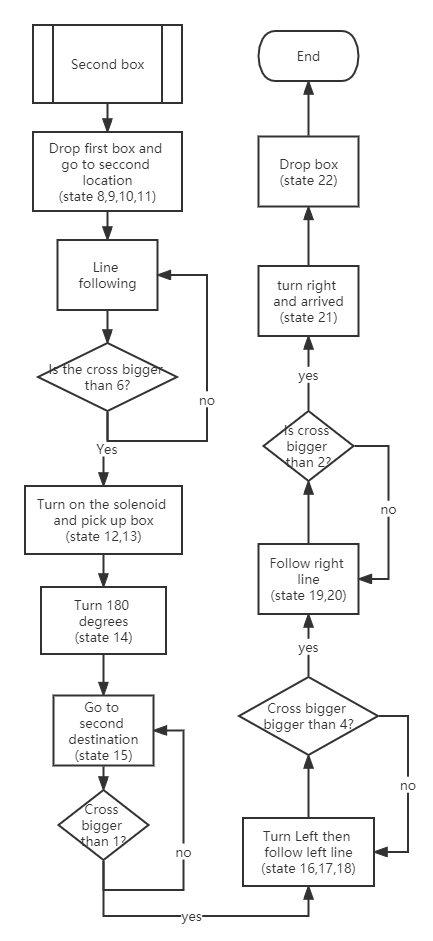 Second box
Drop first box and
go to seccond
location
(state 8,9,10,11)
Line
following
Is the cross bigger
than 6?
no
Yes
Turn on the solenoid
and pick up box
(state 12,13)
Turn 180
degrees
(state 14)
Go to
second
destination
(state 15)
Cross
bigger
than 1?
no
yes
Turn Left then
follow left line
(state 16,17,18)
Cross bigger
bigger than 4?
no
yes
Follow right
line
(state 19,20)
Is cross
bigger
than 2?
no
yes
turn right
and arrived
(state 21)
Drop box
(state 22)
End